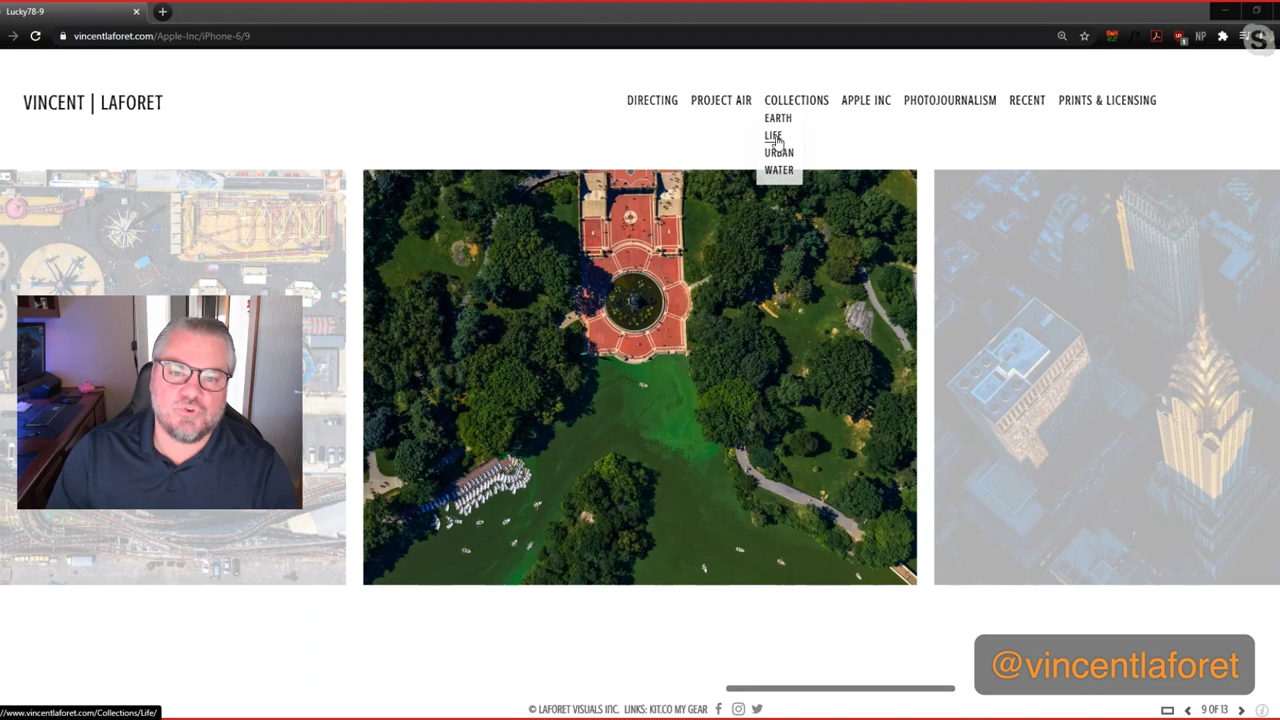 Lucky78-9
vincentlaforet.com/Apple-Inc/iPhone-6/9
NP
VINCENT | LAFORET
DIRECTING PROJECT AIR COLLECTIONS APPLE INC PHOTOJOURNALISM RECENT PRINTS & LICENSING
EARTH
LIFE
URBAN
WATER
@vincentlaforet
© LAFORET VISUALS INC. LINKS: KIT.CO MY GEAR
9 OF 13
//www.vincentlaforet.com/Collections/Life/